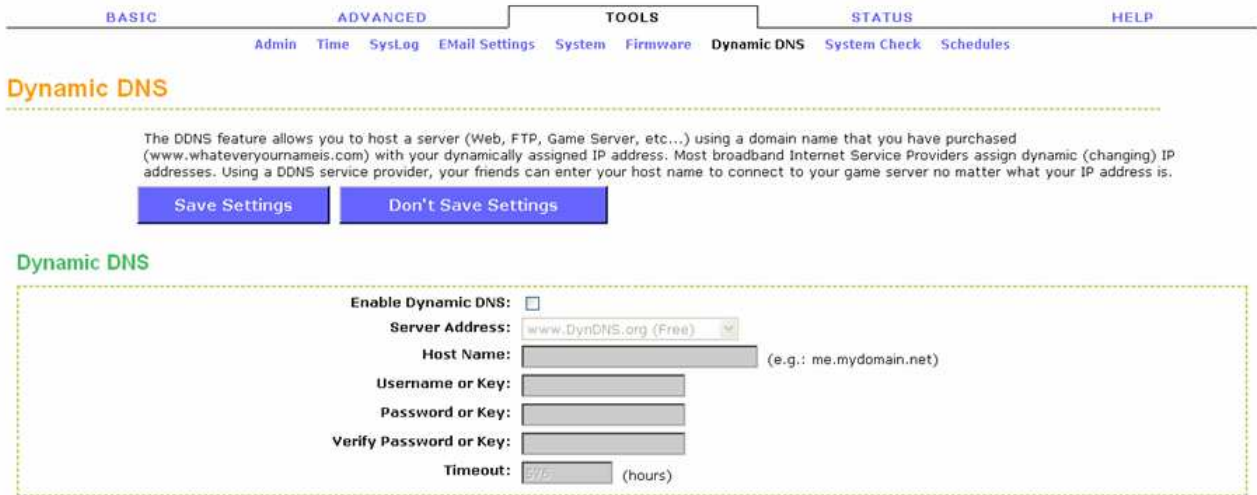 BASIC ADVANCED TOOLS STATUS HELP
Admin Time SysLog EMail Settings System Firmware Dynamic DNS System Check Schedules
Dynamic DNS
The DDNS feature allows you to host a server (Web, FTP, Game Server, etc...) using a domain name that you have purchased
(www.whateveryournameis.com) with your dynamically assigned IP address. Most broadband Internet Service Providers assign dynamic (changing) IP
addresses. Using a DDNS service provider, your friends can enter your host name to connect to your game server no matter what your IP address is.
Save Settings Don't Save Settings
Dynamic DNS
Enable Dynamic DNS:
Server Address: www.DynDNS.org (Free)
Host Name: (e.g.: me.mydomain.net)
Username or Key:
Password or Key:
Verify Password or Key:
Timeout: 576 (hours)